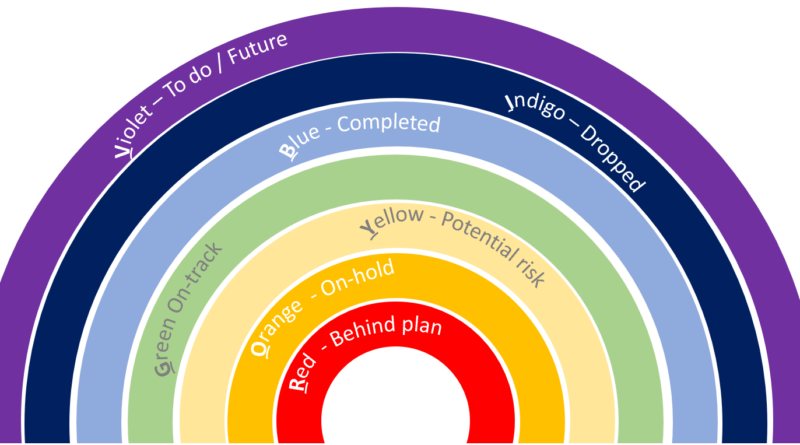 Violet – To do / Future
Indigo – Dropped
Blue - Completed
Green On-track
Yellow - Potential risk
Orange - On-hold
Red - Behind plan